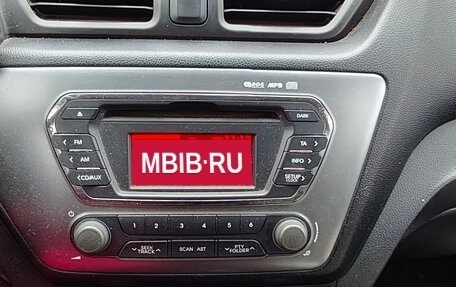 RDS MP3
DARK
FM
TA
AM
INFO
CD/AUX
SETUP
MBIB·RU
1 2 3 4 5 6
SEEK
TRACK
SCAN AST
PTY
FOLDER